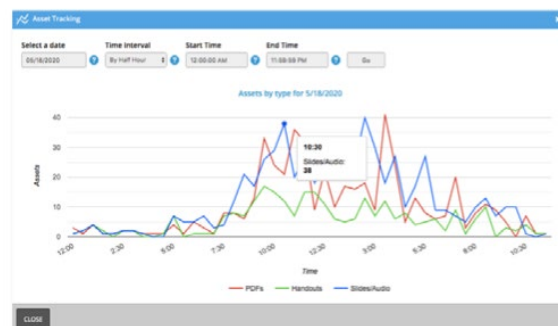 Asset Tracking
Select a date
Time Interval
Start Time
End Time
05/18/2020
By Half Hour
12:00:00 AM
11:59:59 PM
Go
Assets by type for 5/18/2020
40
30
20
10
0
Assets
10:30
Slides/Audio:
38
12:00
2:30
5:00
7:30
10:00
12:30
3:00
5:30
8:00
10:30
Time
PDFs
Handouts
Slides/Audio
CLOSE